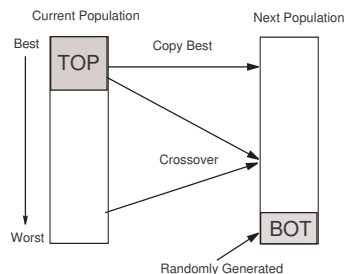 Current Population
Next Population
Best
Copy Best
TOP
Crossover
Worst
BOT
Randomly Generated